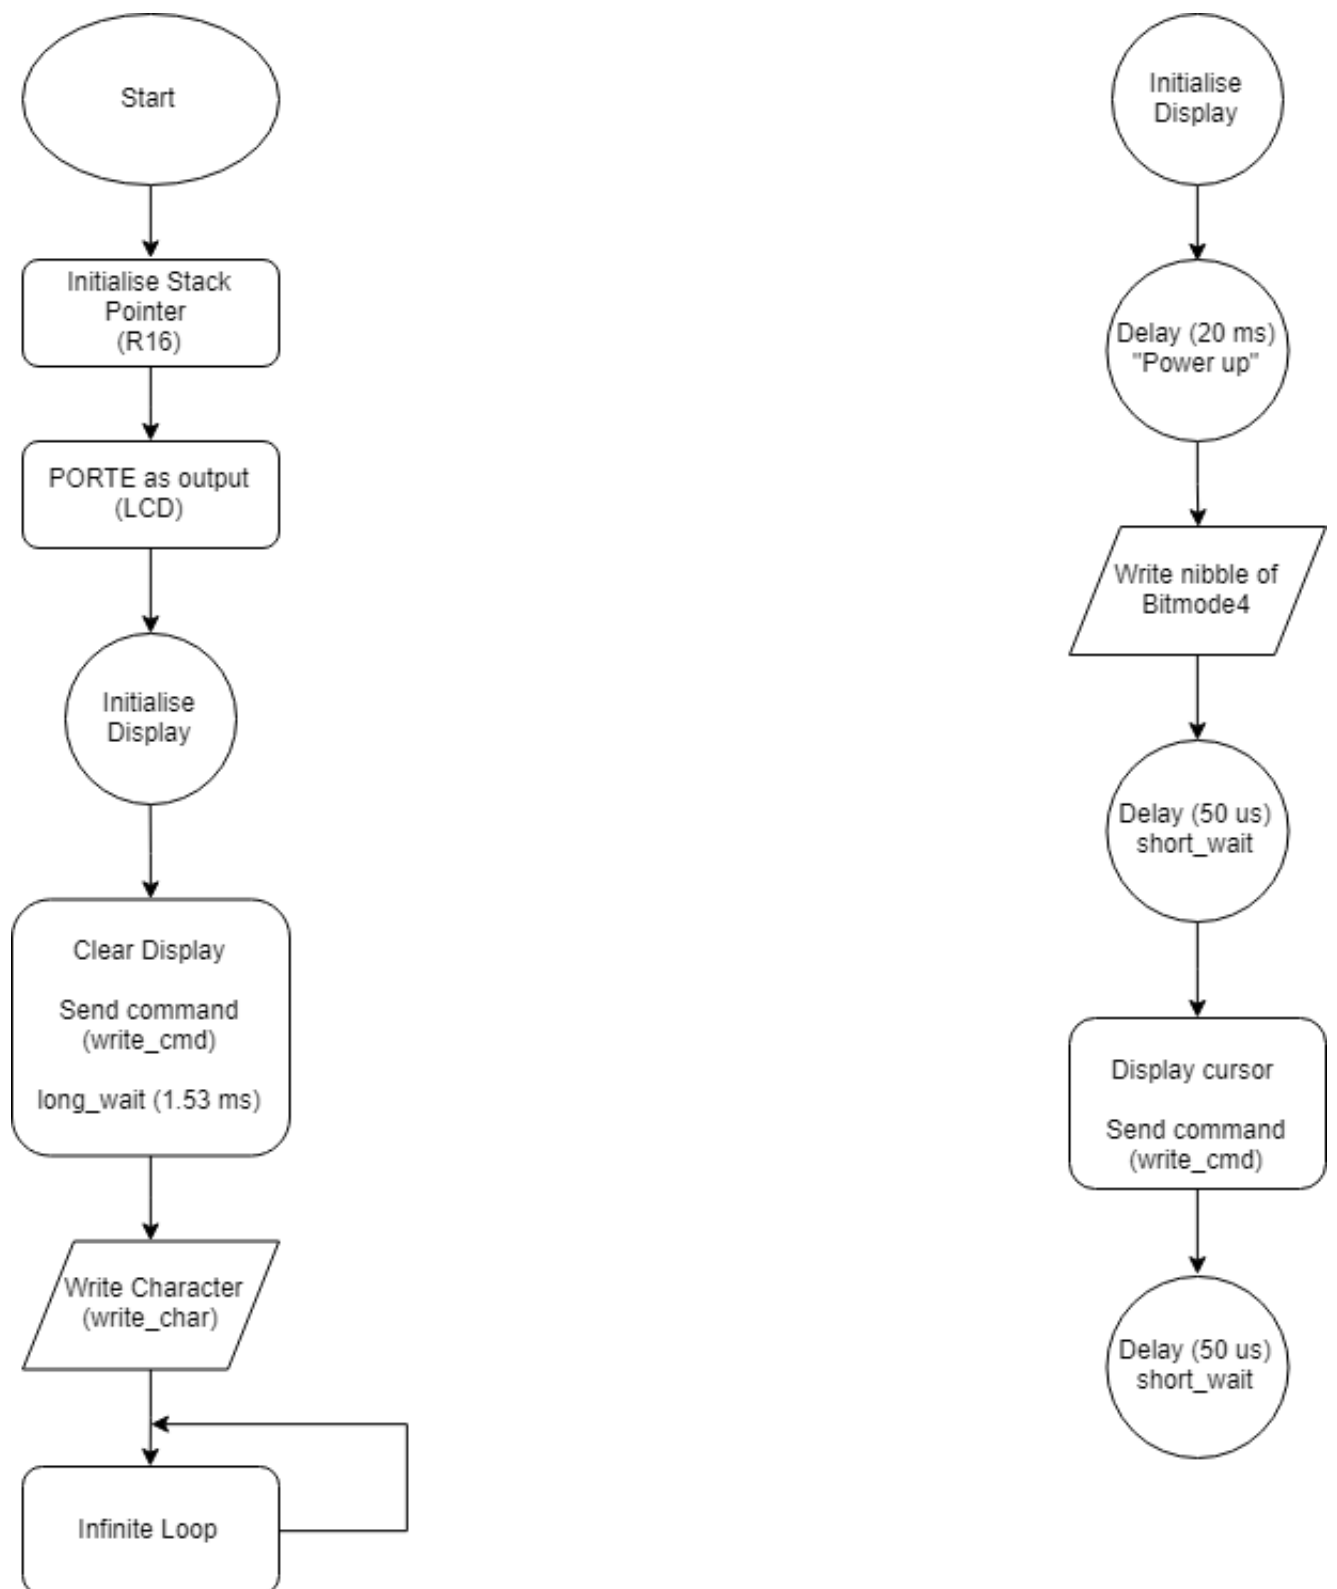 Start
Initialise Stack
Pointer
(R16)
PORTE as output
(LCD)
Initialise
Display
Clear Display
Send command
(write_cmd)
long_wait (1.53 ms)
Write Character
(write_char)
Infinite Loop
Initialise
Display
Delay (20 ms)
"Power up"
Write nibble of
Bitmode4
Delay (50 us)
short_wait
Display cursor
Send command
(write_cmd)
Delay (50 us)
short_wait